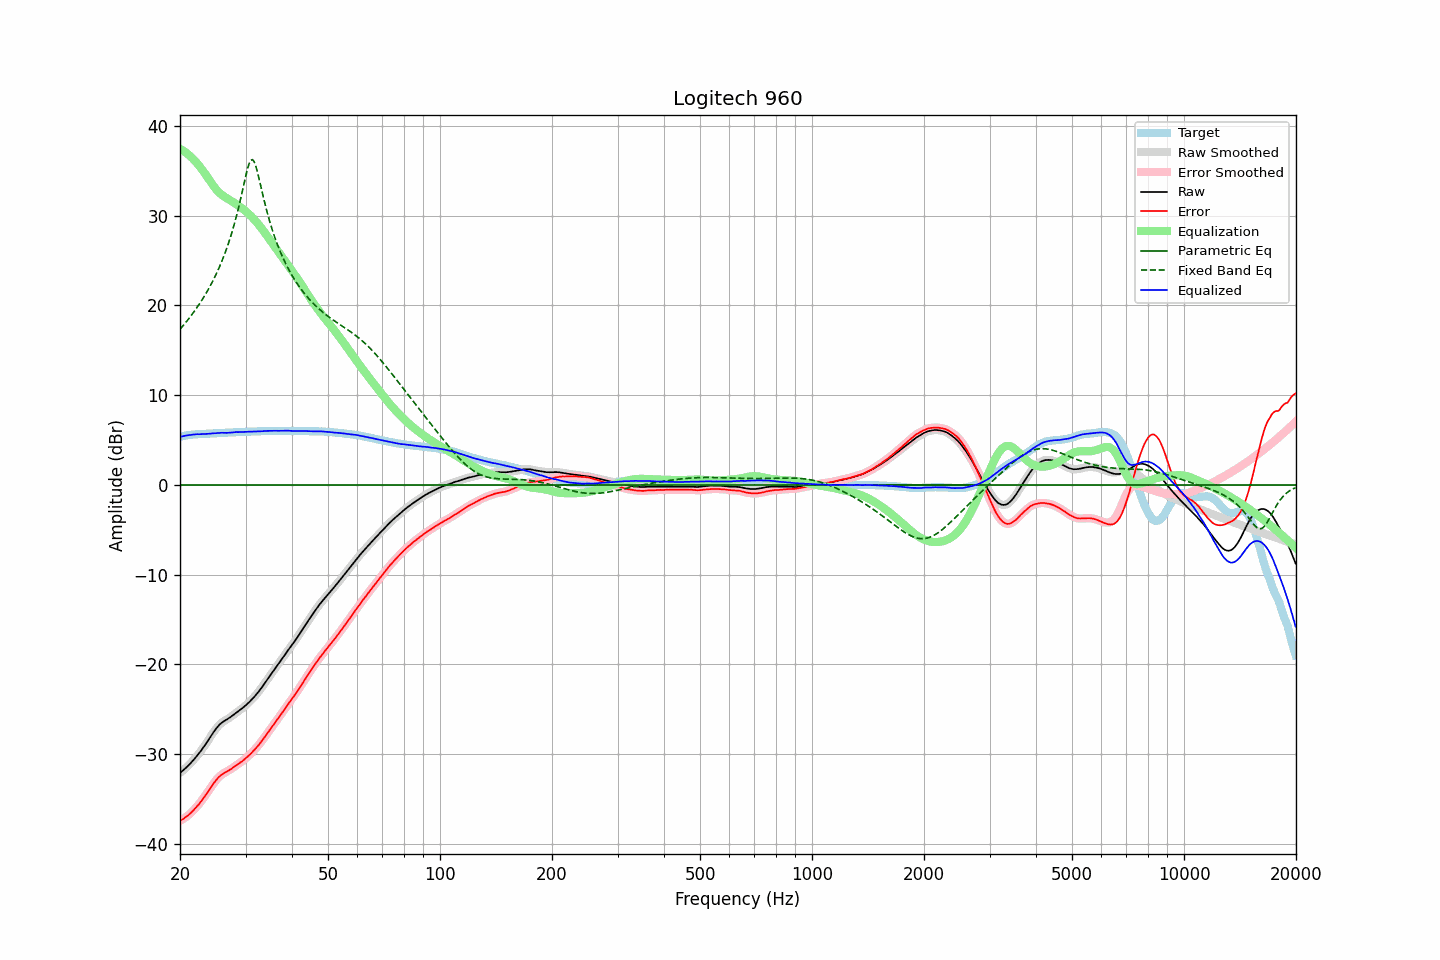 Logitech 960
Amplitude (dBr)
40
30
20
10
0
−10
−20
−30
−40
Target
Raw Smoothed
Error Smoothed
Raw
Error
Equalization
Parametric Eq
Fixed Band Eq
Equalized
20
50
100
200
500
1000
2000
5000
10000
20000
Frequency (Hz)